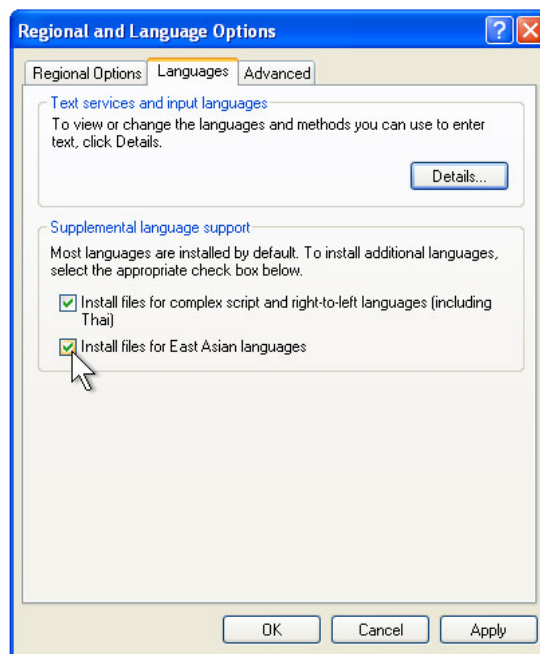 Regional and Language Options
Regional Options Languages Advanced
Text services and input languages
To view or change the languages and methods you can use to enter
text, click Details.
Details...
Supplemental language support
Most languages are installed by default. To install additional languages,
select the appropriate check box below.
Install files for complex script and right-to-left languages (including
Thai)
Install files for East Asian languages
OK Cancel Apply